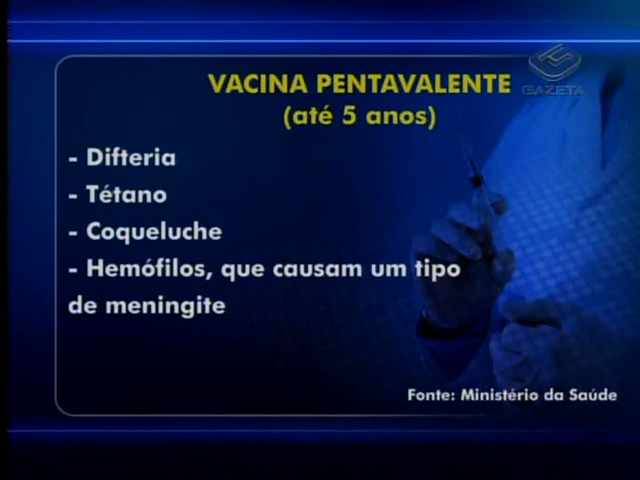 VACINA PENTAVALENTE
(até 5 anos)
GAZETA
- Difteria
- Tétano
- Coqueluche
- Hemófilos, que causam um tipo
de meningite
Fonte: Ministério da Saúde